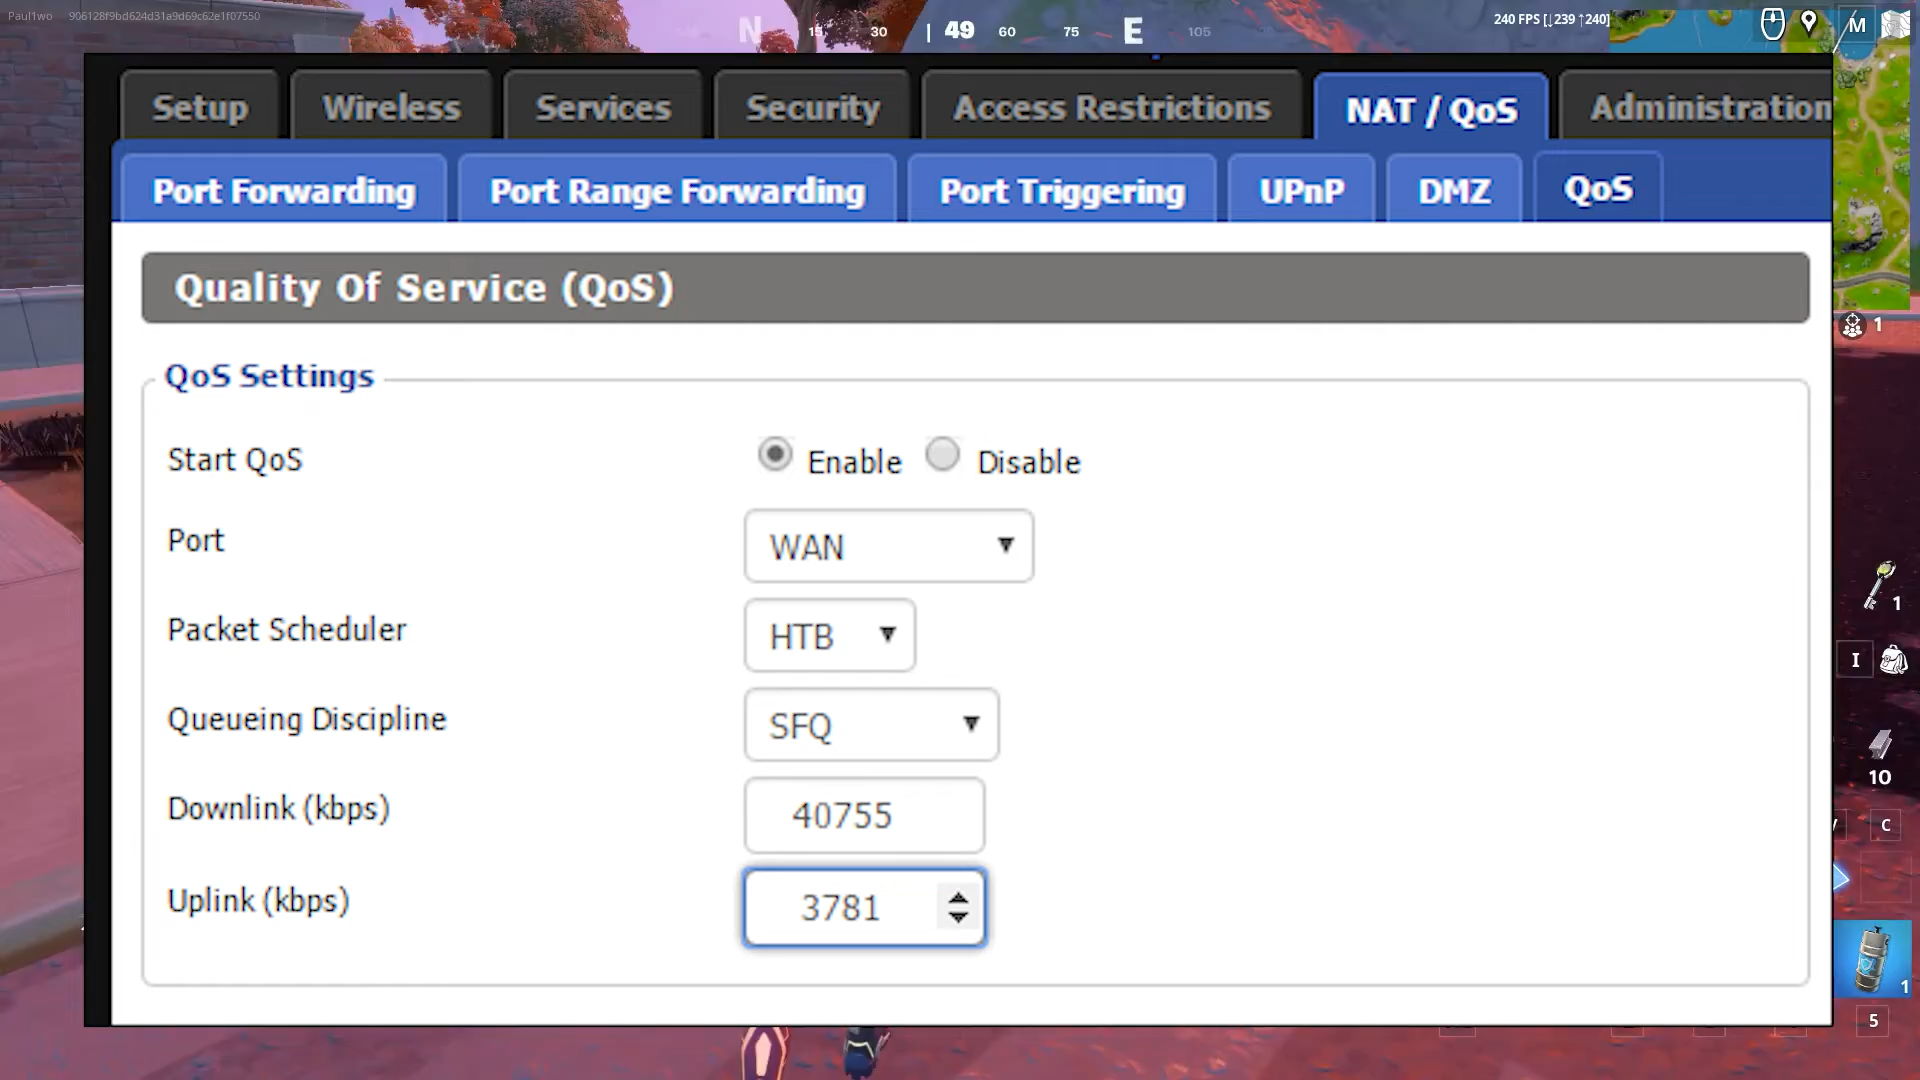 Paul1wo 906128f9bd624d31a9d69c62e1f07550
N 15 30 | 49 60 75 E 105
240 FPS [↓239 ↑240]
M
Setup Wireless Services Security Access Restrictions NAT / QoS Administration
Port Forwarding Port Range Forwarding Port Triggering UPnP DMZ QoS
Quality Of Service (QoS)
1
QoS Settings
Start QoS Enable Disable
Port WAN
1
Packet Scheduler HTB
I
Queueing Discipline SFQ
10
Downlink (kbps) 40755
C
Uplink (kbps) 3781
1
5